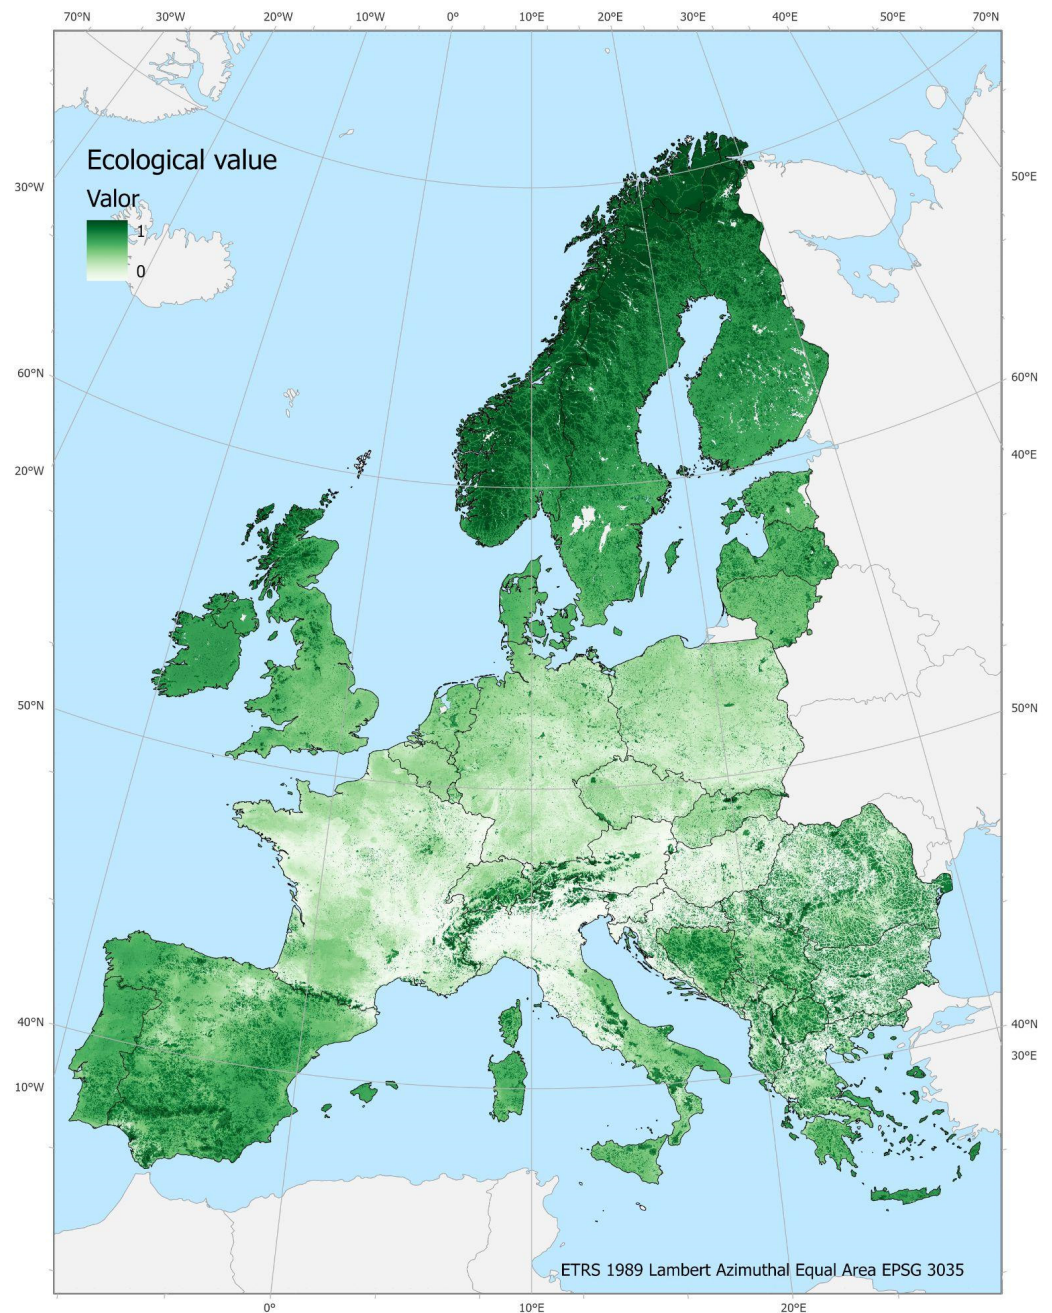 70°N 30°W 20°W 10°W 0° 10°E 20°E 30°E 40°E 50°E 70°N
Ecological value
Valor
1
0
30°W
50°E
60°N
60°N
20°W
40°E
50°N
50°N
40°N
40°N
30°E
10°W
ETRS 1989 Lambert Azimuthal Equal Area EPSG 3035
0° 10°E 20°E